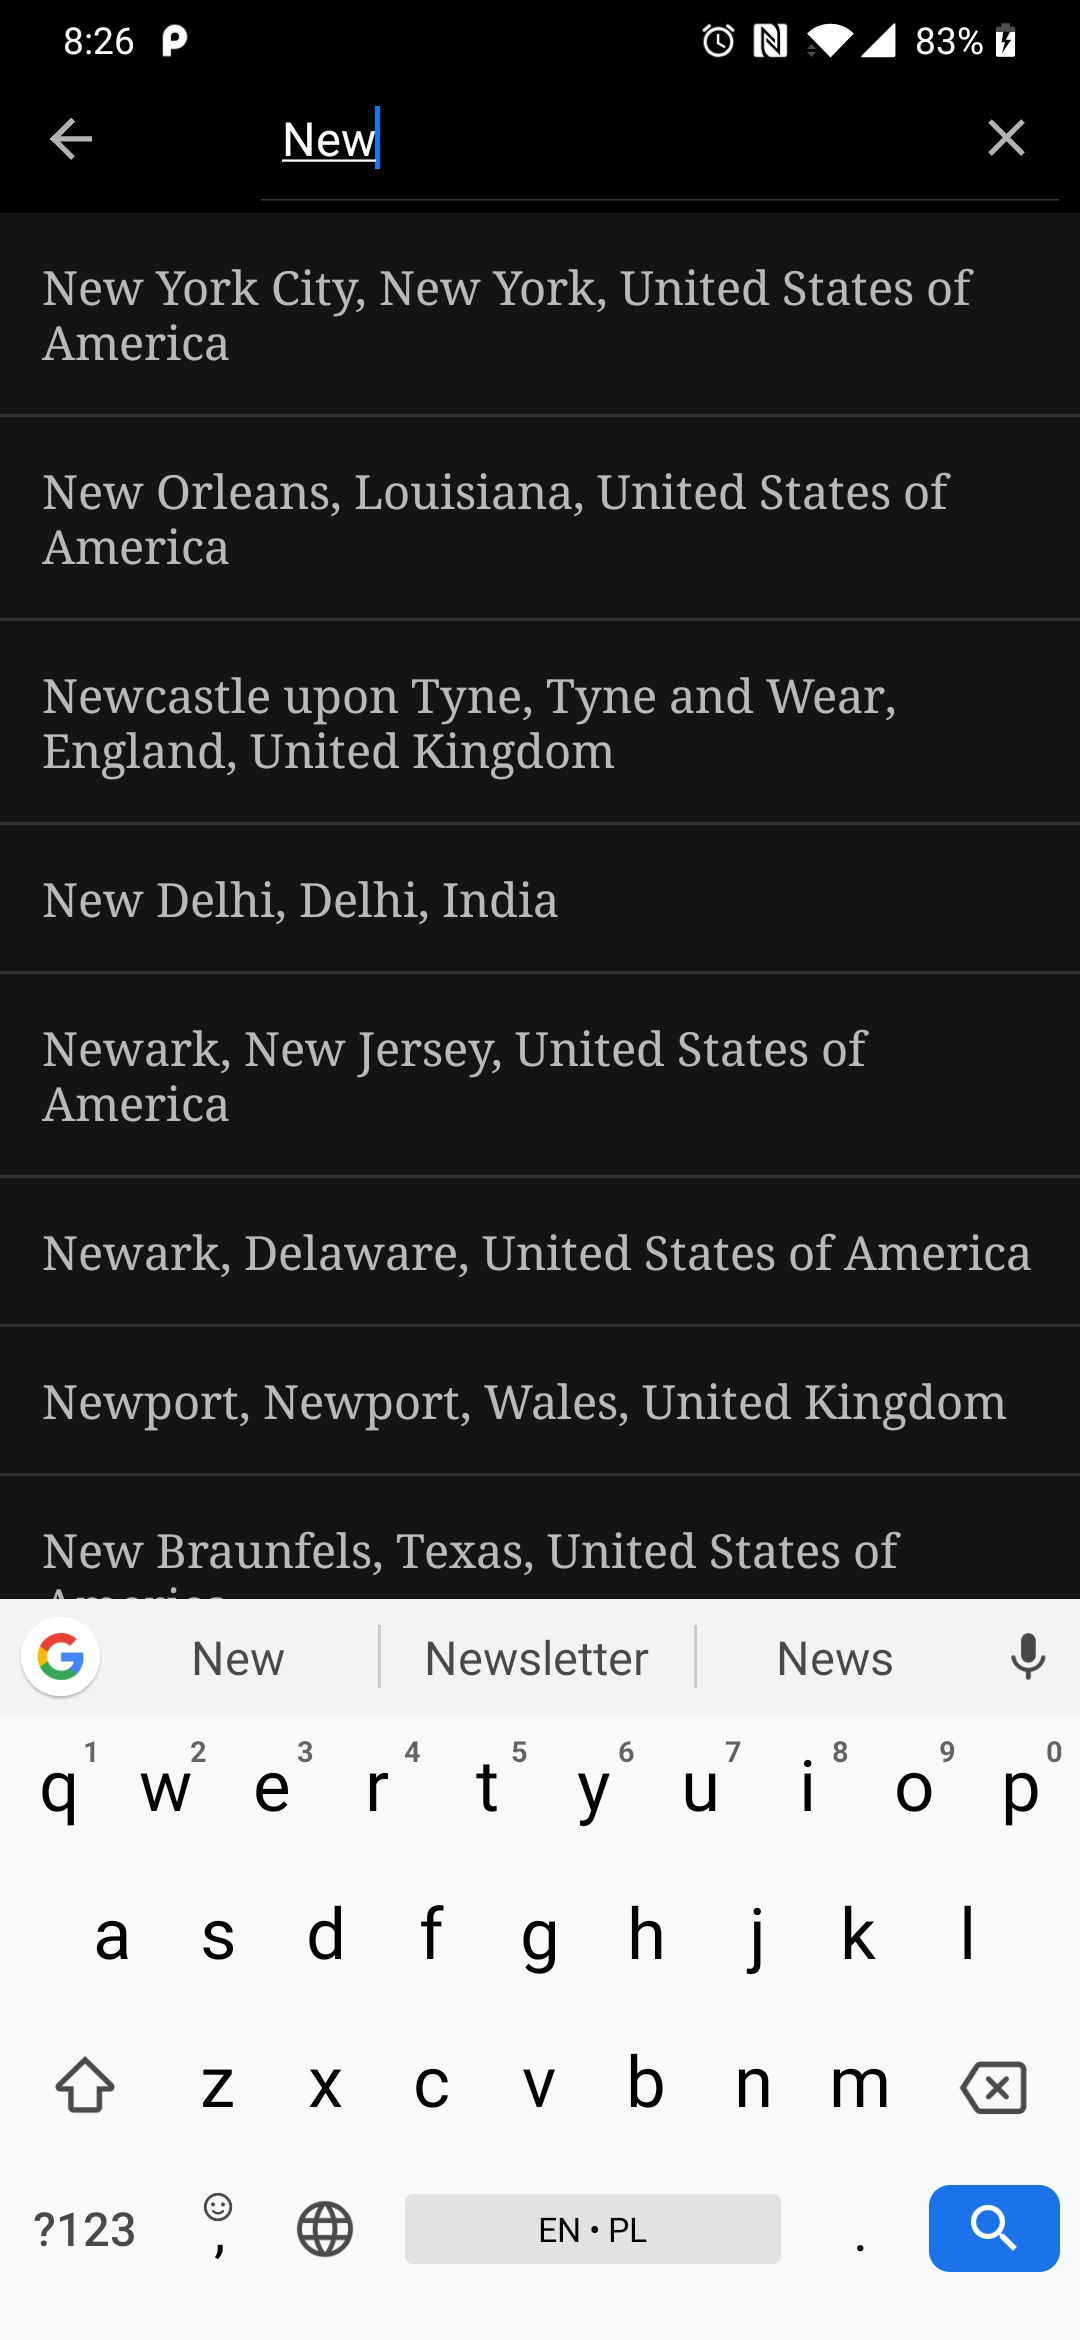 8:26 83%
New
New York City, New York, United States of
America
New Orleans, Louisiana, United States of
America
Newcastle upon Tyne, Tyne and Wear,
England, United Kingdom
New Delhi, Delhi, India
Newark, New Jersey, United States of
America
Newark, Delaware, United States of America
Newport, Newport, Wales, United Kingdom
New Braunfels, Texas, United States of
America
New Newsletter News
1 2 3 4 5 6 7 8 9 0
q w e r t y u i o p
a s d f g h j k l
z x c v b n m
?123 , EN • PL .